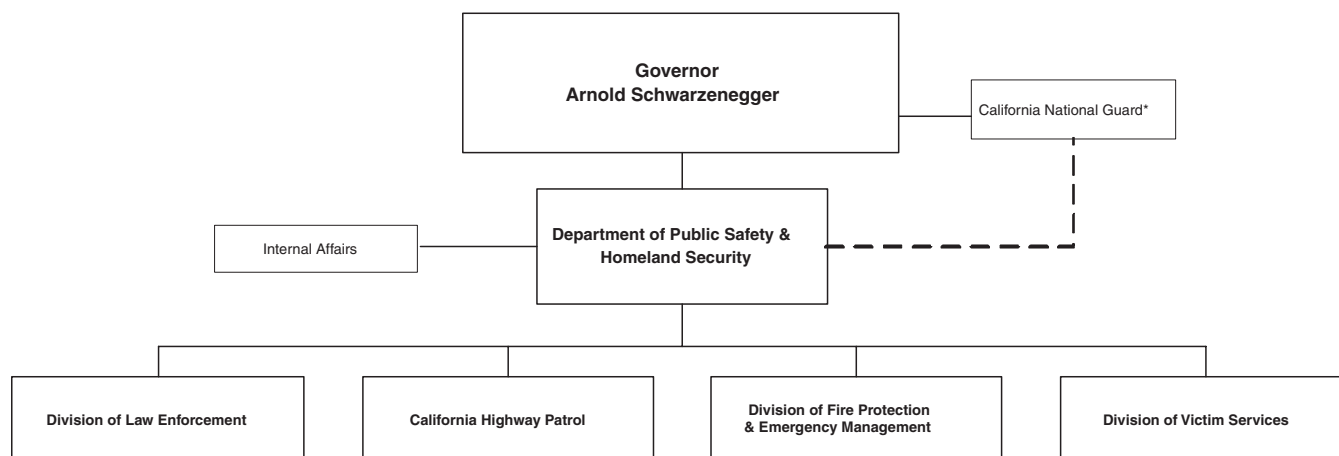 Governor
Arnold Schwarzenegger
California National Guard*
Internal Affairs
Department of Public Safety &
Homeland Security
Division of Law Enforcement
California Highway Patrol
Division of Fire Protection
& Emergency Management
Division of Victim Services